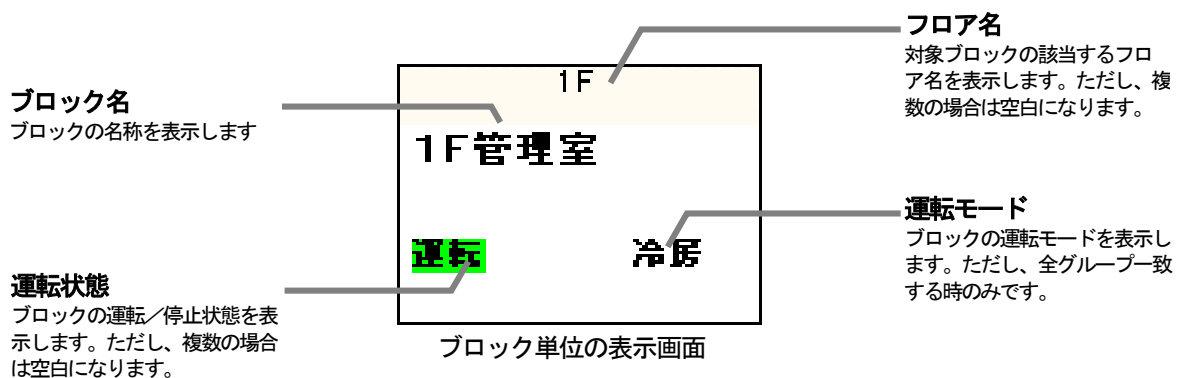 フロア名
対象ブロックの該当するフロ
ア名を表示します。ただし、複
数の場合は空白になります。
ブロック名
ブロックの名称を表示します
1F
1F管理室
運転
冷房
運転モード
ブロックの運転モードを表示し
ます。ただし、全グループ一致
する時のみです。
運転状態
ブロックの運転／停止状態を表
示します。ただし、複数の場合
は空白になります。
ブロック単位の表示画面